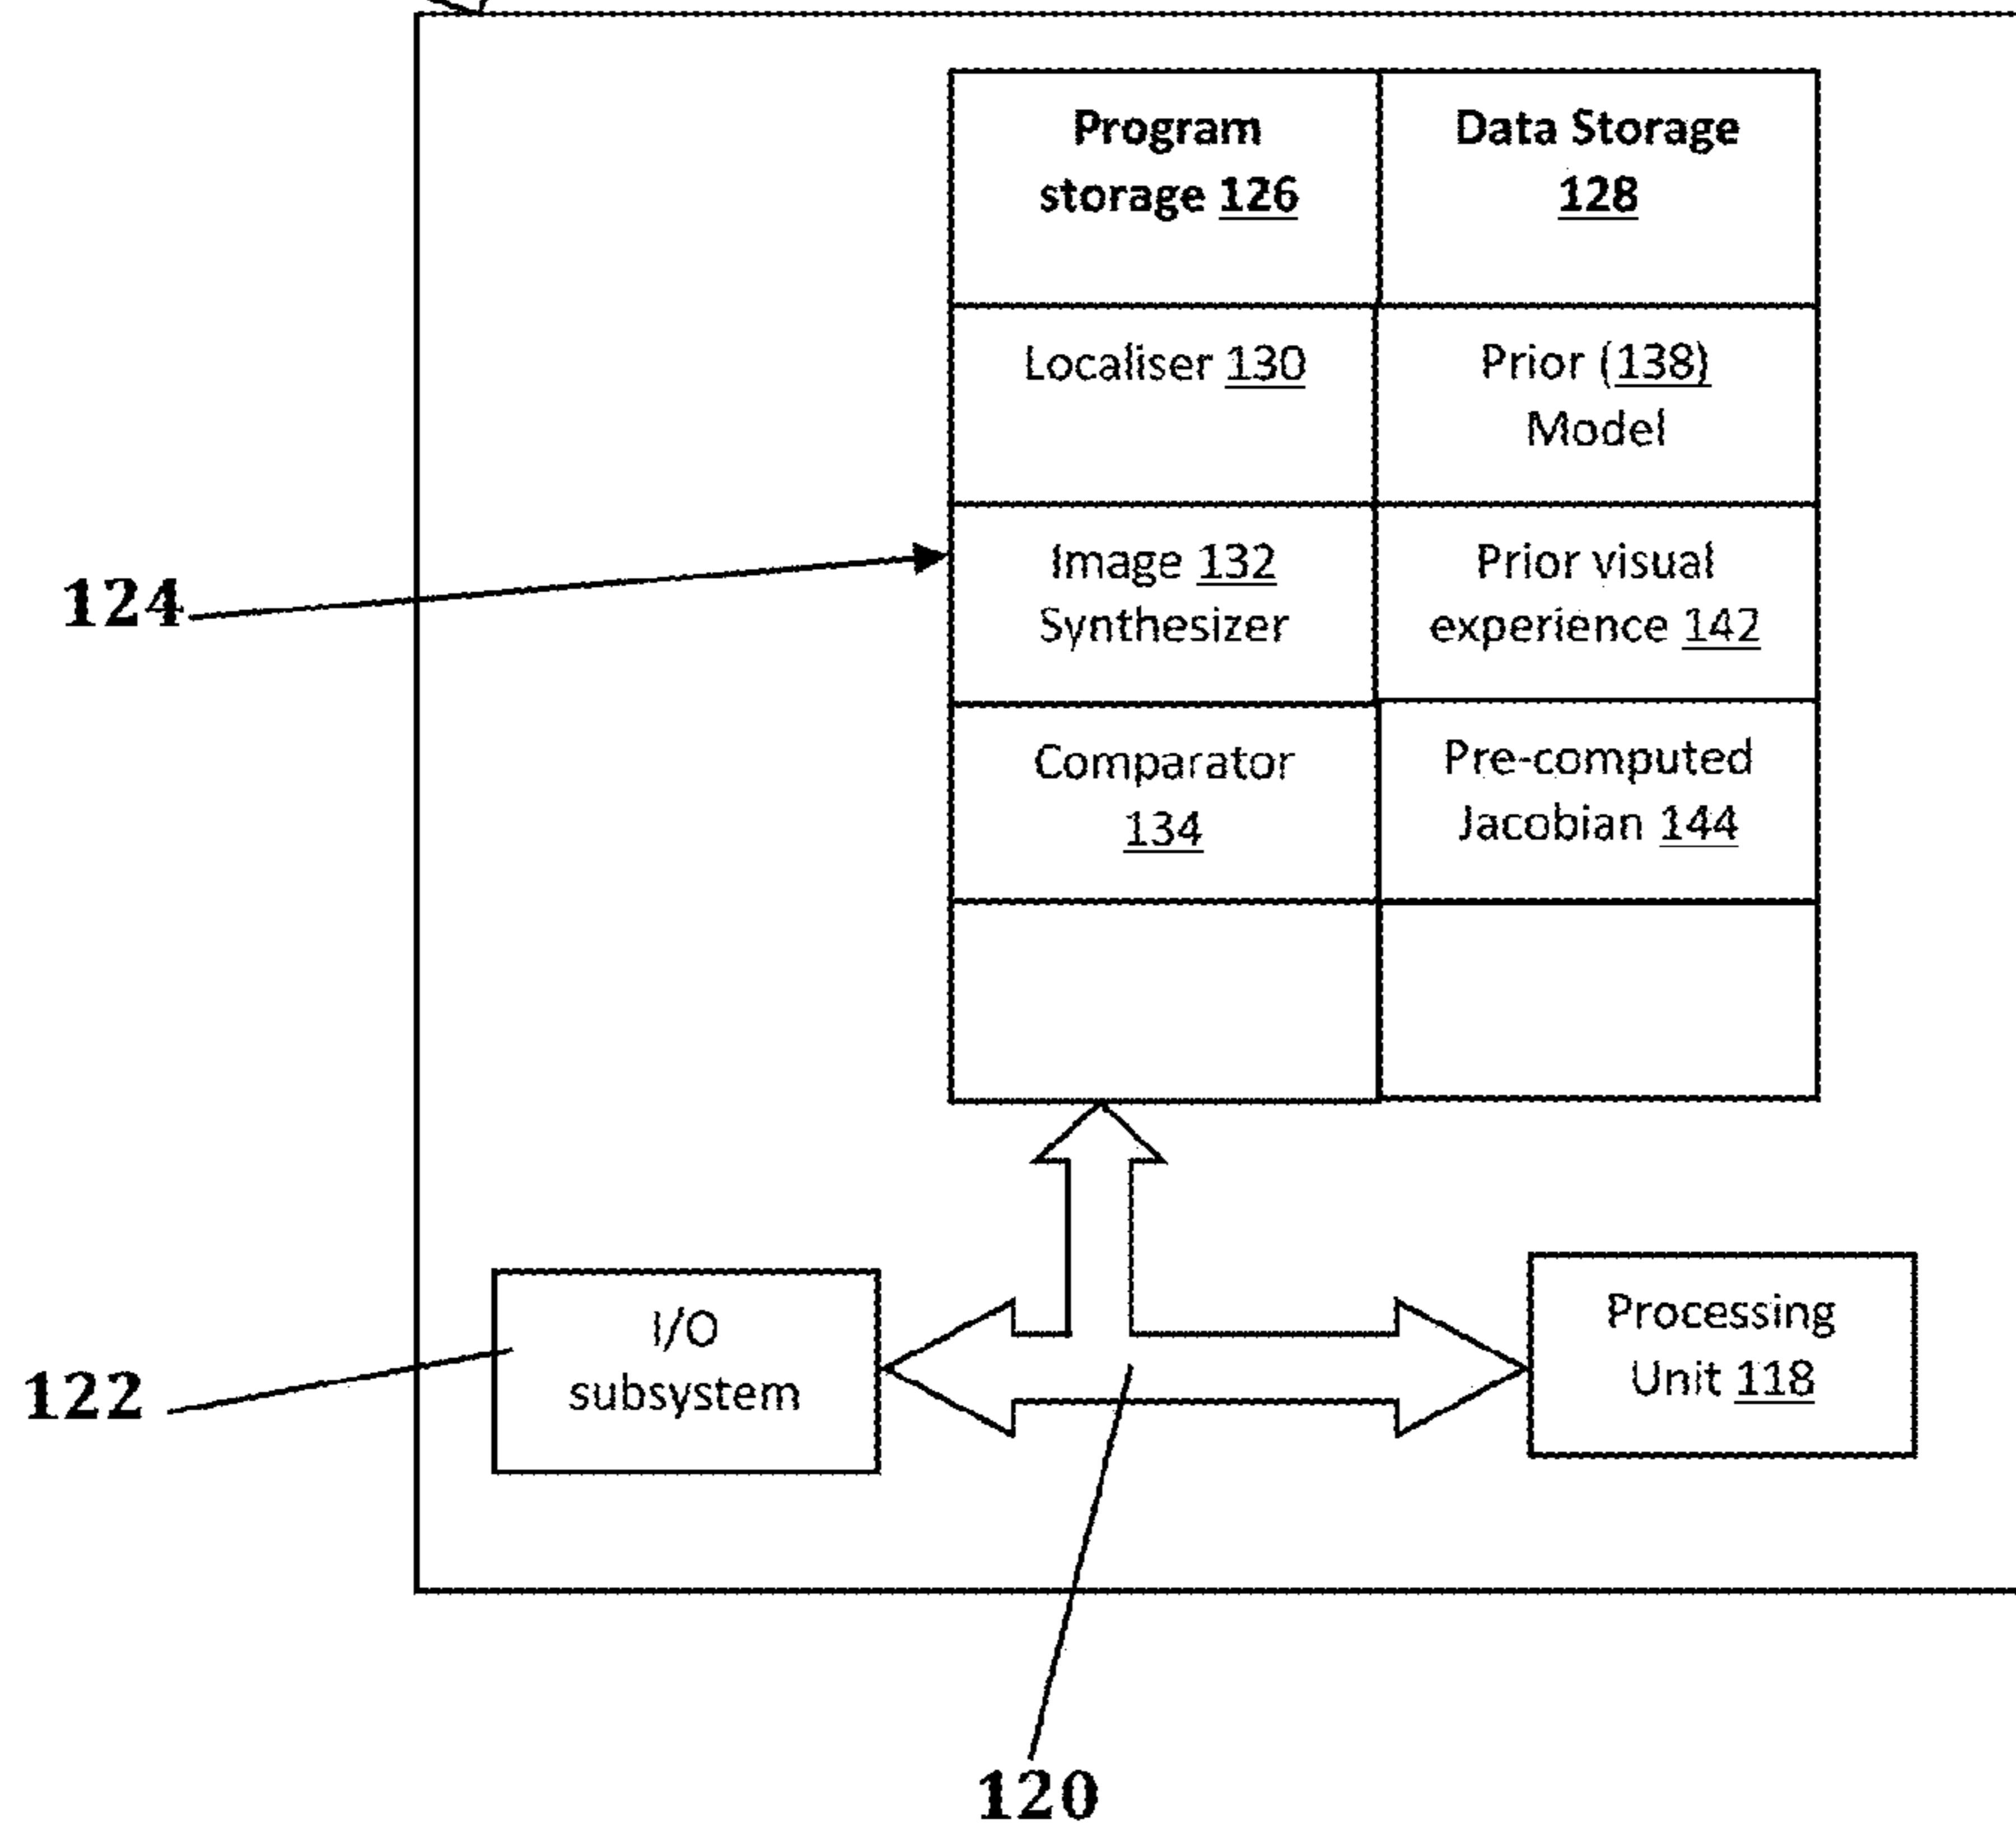 Program
storage 126
Data Storage
128
Localiser 130
Prior (138)
Model
124
Image 132
Synthesizer
Prior visual
experience 142
Comparator
134
Pre-computed
Jacobian 144
122
I/O
subsystem
Processing
Unit 118
120